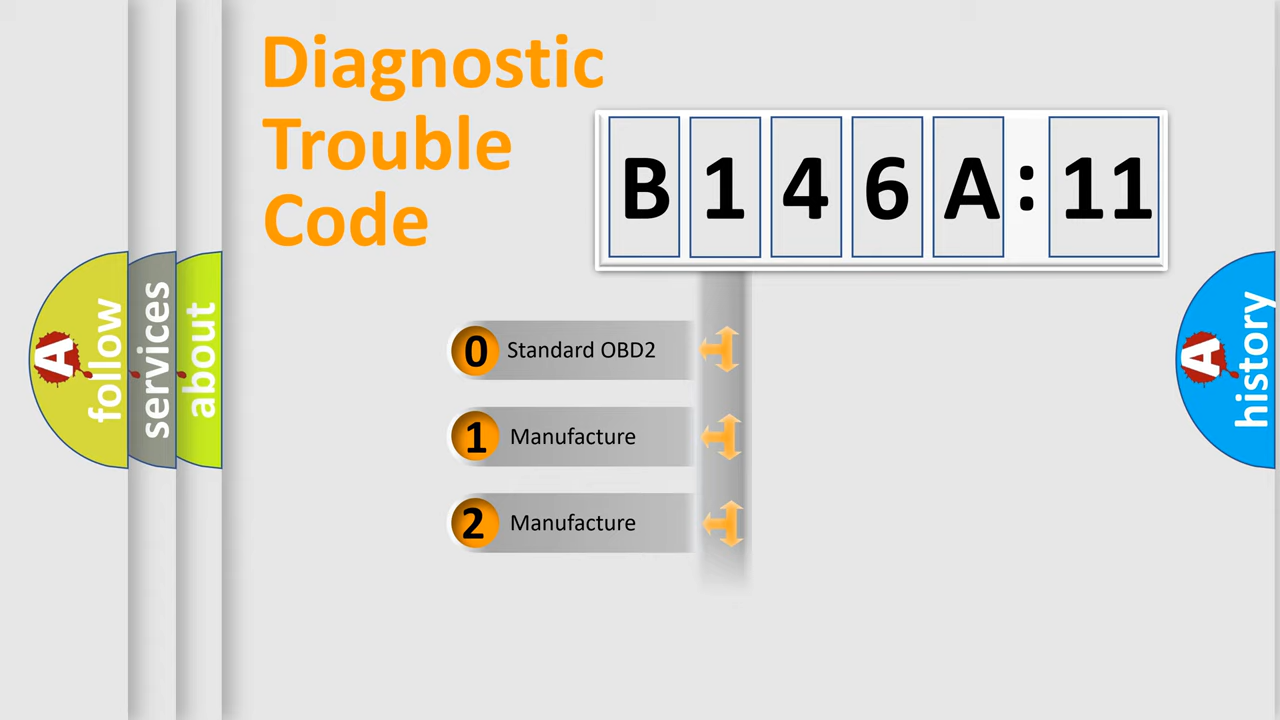 Diagnostic
Trouble
Code
B 1 4 6 A : 11
0 Standard OBD2
1 Manufacture
2 Manufacture
A follow
services
about
A history